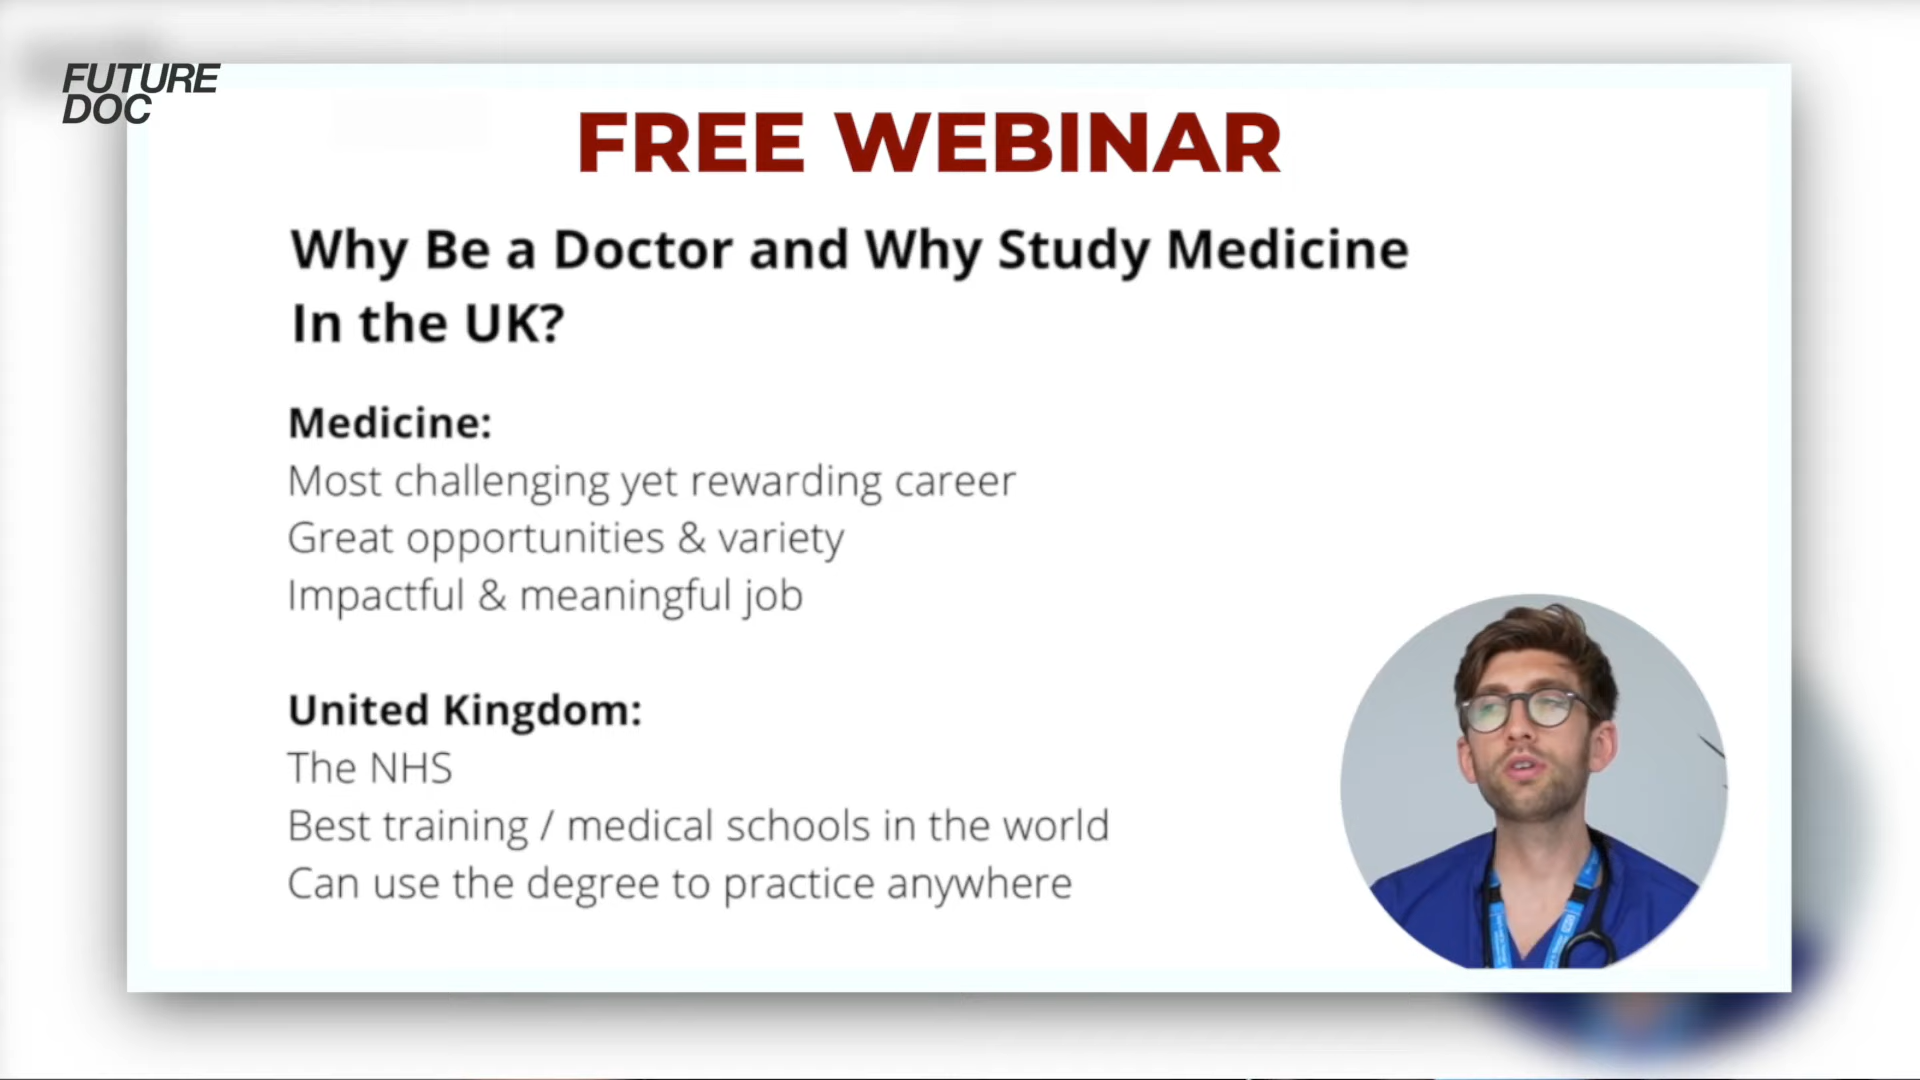 FUTURE
DOC
FREE WEBINAR
Why Be a Doctor and Why Study Medicine
In the UK?
Medicine:
Most challenging yet rewarding career
Great opportunities & variety
Impactful & meaningful job
United Kingdom:
The NHS
Best training / medical schools in the world
Can use the degree to practice anywhere